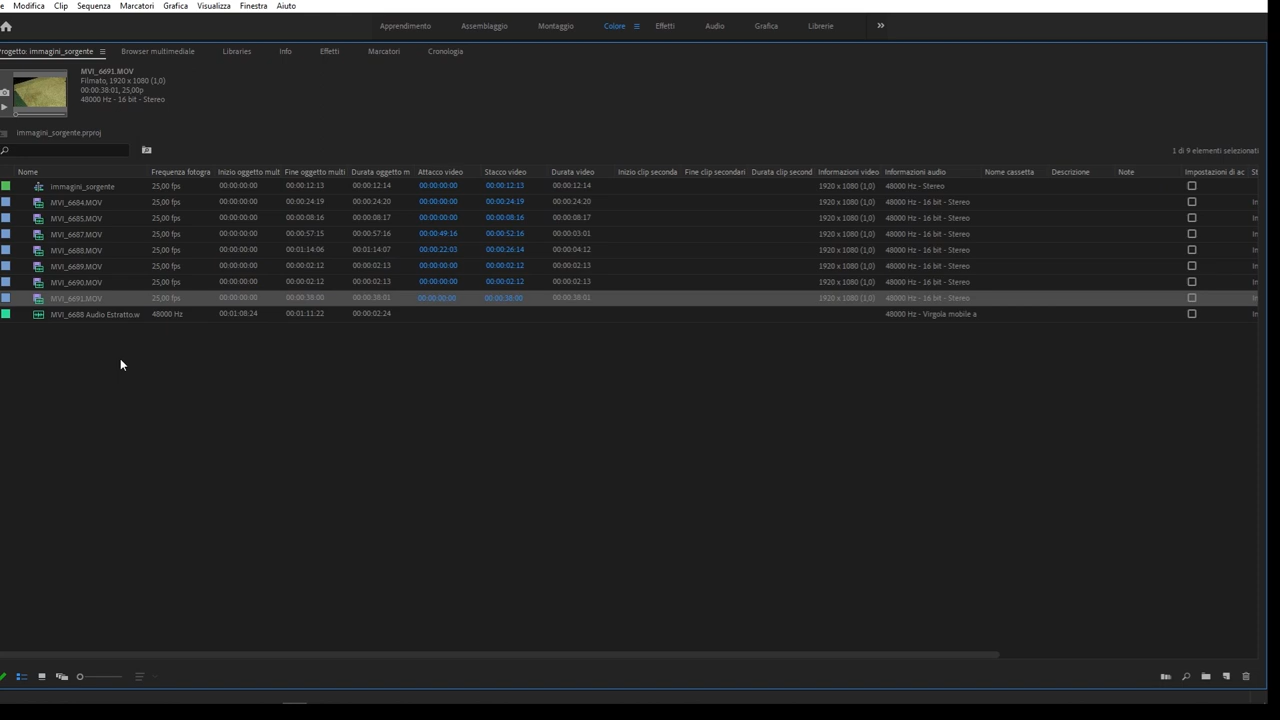 Modifica Clip Sequenza Marcatori Grafica Visualizza Finestra Aiuto
Apprendimento Assemblaggio Montaggio Colore Effetti Audio Grafica Librerie
Progetto: immagini_sorgente Browser multimediale Libraries Info Effetti Marcatori Cronologia
MVI_6691.MOV
Filmato, 1920 x 1080 (1,0)
00:00:38:01, 25,00p
48000 Hz - 16 bit - Stereo
immagini_sorgente.prproj
1 di 9 elementi selezionati
Nome Frequenza fotogra Inizio oggetto mult Fine oggetto multi Durata oggetto m Attacco video Stacco video Durata video Inizio clip seconda Fine clip secondari Durata clip second Informazioni video Informazioni audio Nome cassetta Descrizione Note Impostazioni di ac St
immagini_sorgente 25,00 fps 00:00:00:00 00:00:12:13 00:00:12:14 00:00:00:00 00:00:12:13 00:00:12:14 1920 x 1080 (1,0) 48000 Hz - Stereo
MVI_6684.MOV 25,00 fps 00:00:00:00 00:00:24:19 00:00:24:20 00:00:00:00 00:00:24:19 00:00:24:20 1920 x 1080 (1,0) 48000 Hz - 16 bit - Stereo In
MVI_6685.MOV 25,00 fps 00:00:00:00 00:00:08:16 00:00:08:17 00:00:00:00 00:00:08:16 00:00:08:17 1920 x 1080 (1,0) 48000 Hz - 16 bit - Stereo In
MVI_6687.MOV 25,00 fps 00:00:00:00 00:00:57:15 00:00:57:16 00:00:49:16 00:00:52:16 00:00:03:01 1920 x 1080 (1,0) 48000 Hz - 16 bit - Stereo In
MVI_6688.MOV 25,00 fps 00:00:00:00 00:01:14:06 00:01:14:07 00:00:22:03 00:00:26:14 00:00:04:12 1920 x 1080 (1,0) 48000 Hz - 16 bit - Stereo In
MVI_6689.MOV 25,00 fps 00:00:00:00 00:00:02:12 00:00:02:13 00:00:00:00 00:00:02:12 00:00:02:13 1920 x 1080 (1,0) 48000 Hz - 16 bit - Stereo In
MVI_6690.MOV 25,00 fps 00:00:00:00 00:00:02:12 00:00:02:13 00:00:00:00 00:00:02:12 00:00:02:13 1920 x 1080 (1,0) 48000 Hz - 16 bit - Stereo In
MVI_6691.MOV 25,00 fps 00:00:00:00 00:00:38:00 00:00:38:01 00:00:00:00 00:00:38:00 00:00:38:01 1920 x 1080 (1,0) 48000 Hz - 16 bit - Stereo In
MVI_6688 Audio Estratto.w 48000 Hz 00:01:08:24 00:01:11:22 00:00:02:24 48000 Hz - Virgola mobile a In